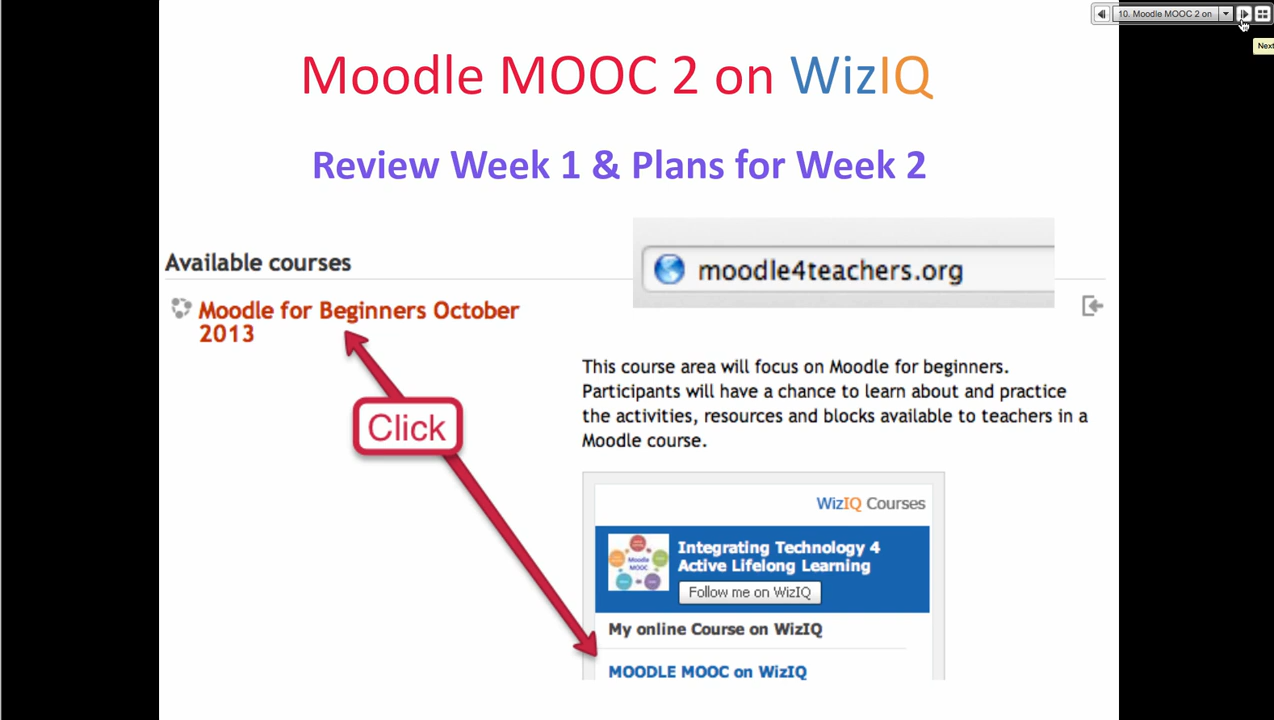 10. Moodle MOOC 2 on
Next
Moodle MOOC 2 on WizIQ
Review Week 1 & Plans for Week 2
moodle4teachers.org
Available courses
Moodle for Beginners October
2013
Click
This course area will focus on Moodle for beginners.
Participants will have a chance to learn about and practice
the activities, resources and blocks available to teachers in a
Moodle course.
WizIQ Courses
Moodle
MOOC
Integrating Technology 4
Active Lifelong Learning
Follow me on WizIQ
My online Course on WizIQ
MOODLE MOOC on WizIQ